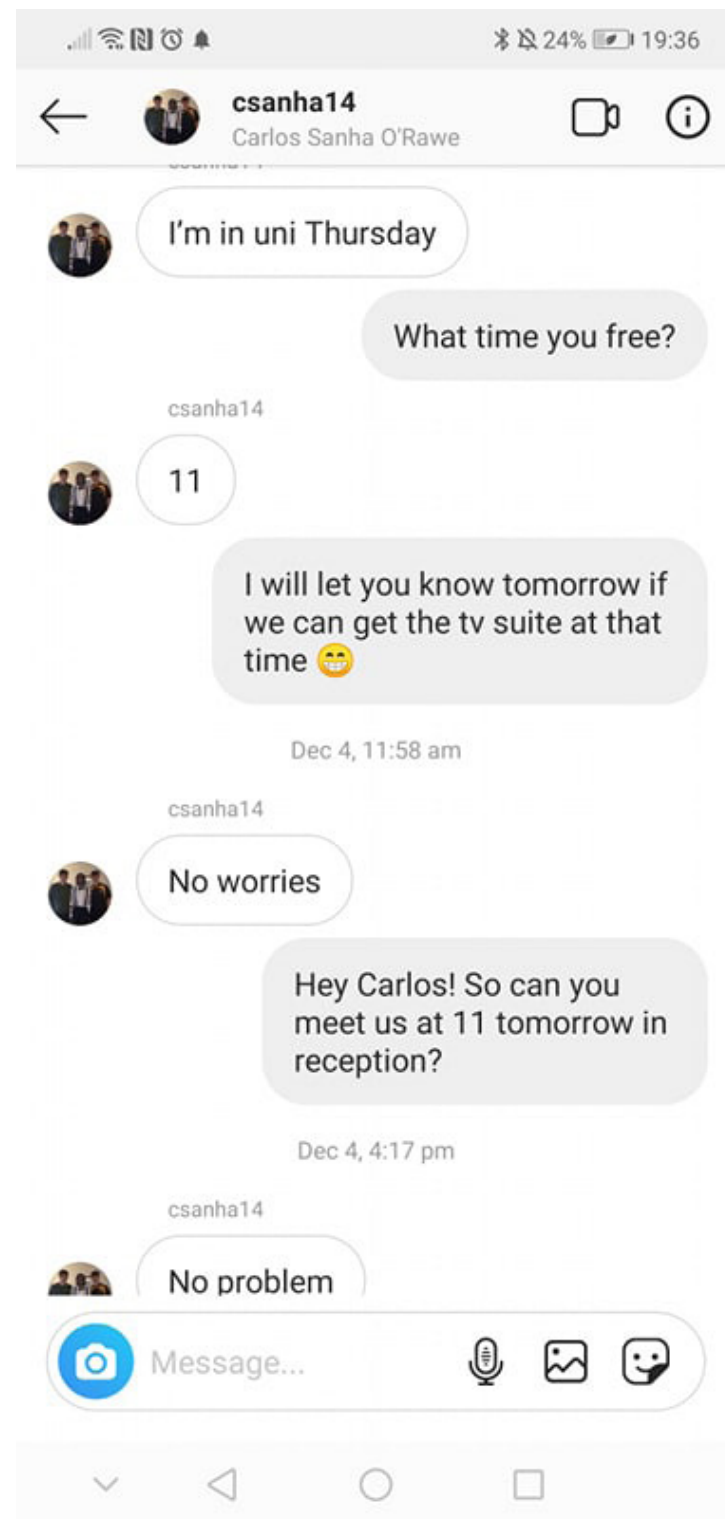 24% 19:36
csanha14
Carlos Sanha O'Rawe
I'm in uni Thursday
What time you free?
csanha14
11
I will let you know tomorrow if
we can get the tv suite at that
time 😁
Dec 4, 11:58 am
csanha14
No worries
Hey Carlos! So can you
meet us at 11 tomorrow in
reception?
Dec 4, 4:17 pm
csanha14
No problem
Message...